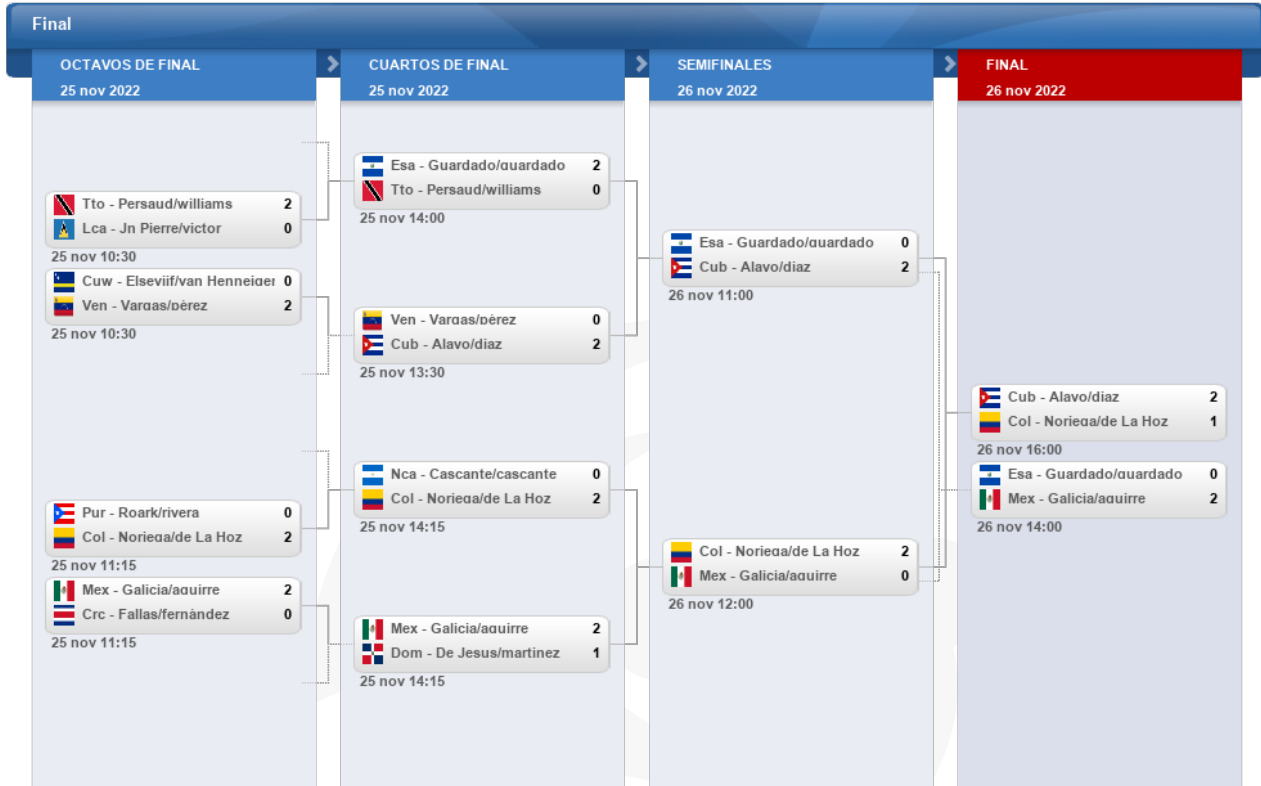 Final
OCTAVOS DE FINAL
25 nov 2022
Tto - Persaud/williams 2
Lca - Jn Pierre/victor 0
25 nov 10:30
Cuw - Elseviif/van Henneiger 0
Ven - Vargas/pérez 2
25 nov 10:30
Pur - Roark/rivera 0
Col - Noriega/de La Hoz 2
25 nov 11:15
Mex - Galicia/aguirre 2
Crc - Fallas/fernández 0
25 nov 11:15
CUARTOS DE FINAL
25 nov 2022
Esa - Guardado/guardado 2
Tto - Persaud/williams 0
25 nov 14:00
Ven - Vargas/pérez 0
Cub - Alayo/diaz 2
25 nov 13:30
Nca - Cascante/cascante 0
Col - Noriega/de La Hoz 2
25 nov 14:15
Mex - Galicia/aguirre 2
Dom - De Jesus/martinez 1
25 nov 14:15
SEMIFINALES
26 nov 2022
Esa - Guardado/guardado 0
Cub - Alayo/diaz 2
26 nov 11:00
Col - Noriega/de La Hoz 2
Mex - Galicia/aguirre 0
26 nov 12:00
FINAL
26 nov 2022
Cub - Alayo/diaz 2
Col - Noriega/de La Hoz 1
26 nov 16:00
Esa - Guardado/guardado 0
Mex - Galicia/aguirre 2
26 nov 14:00